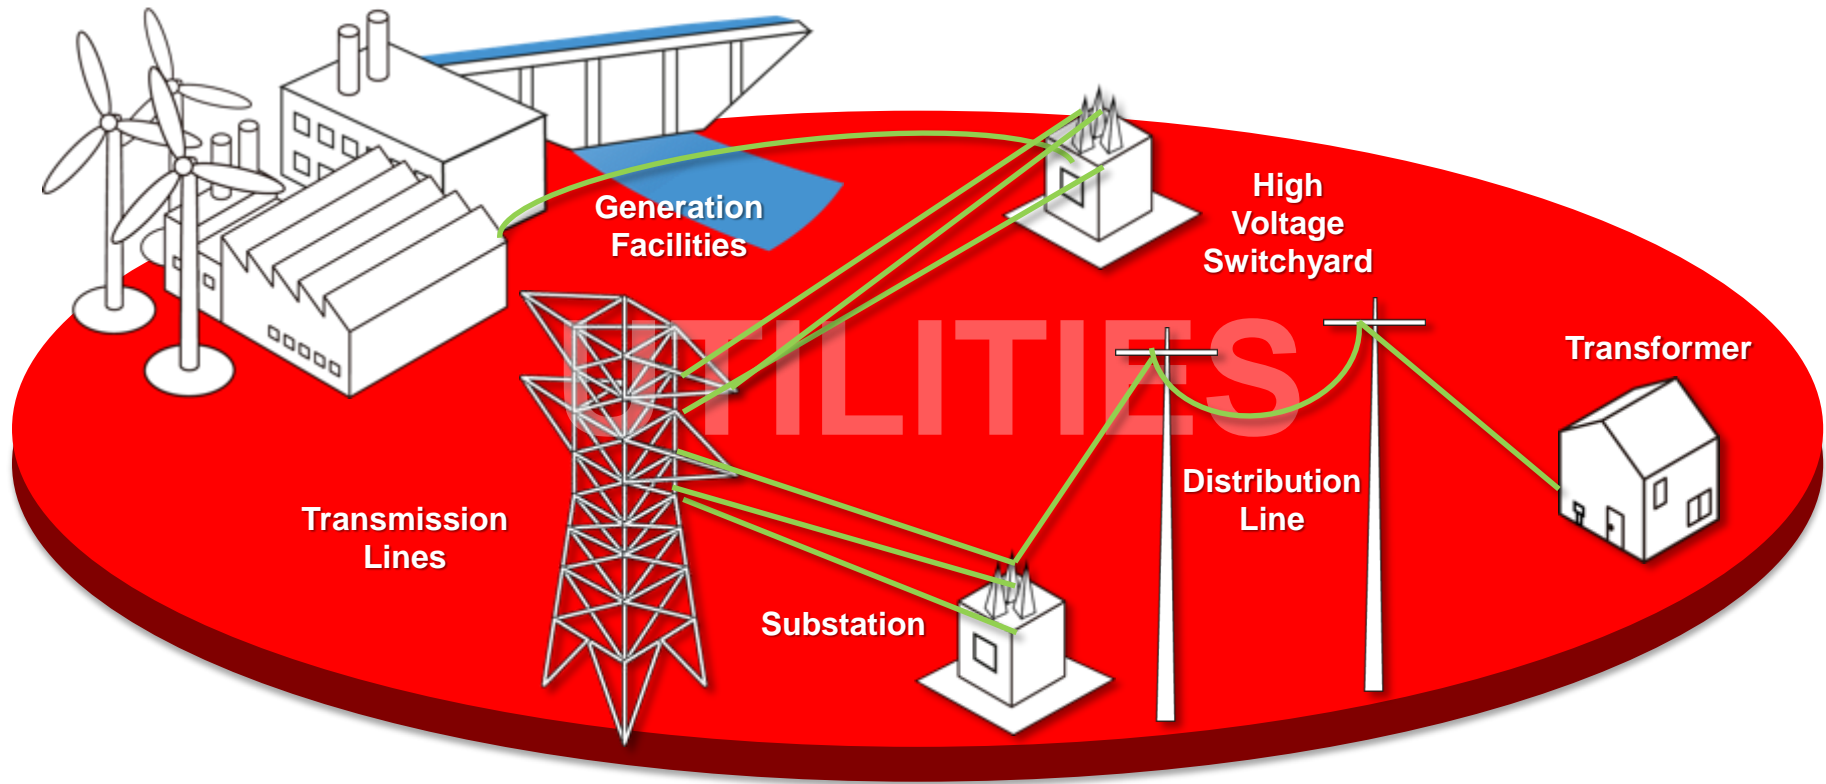 Generation
Facilities
High
Voltage
Switchyard
UTILITIES
Transformer
Transmission
Lines
Distribution
Line
Substation